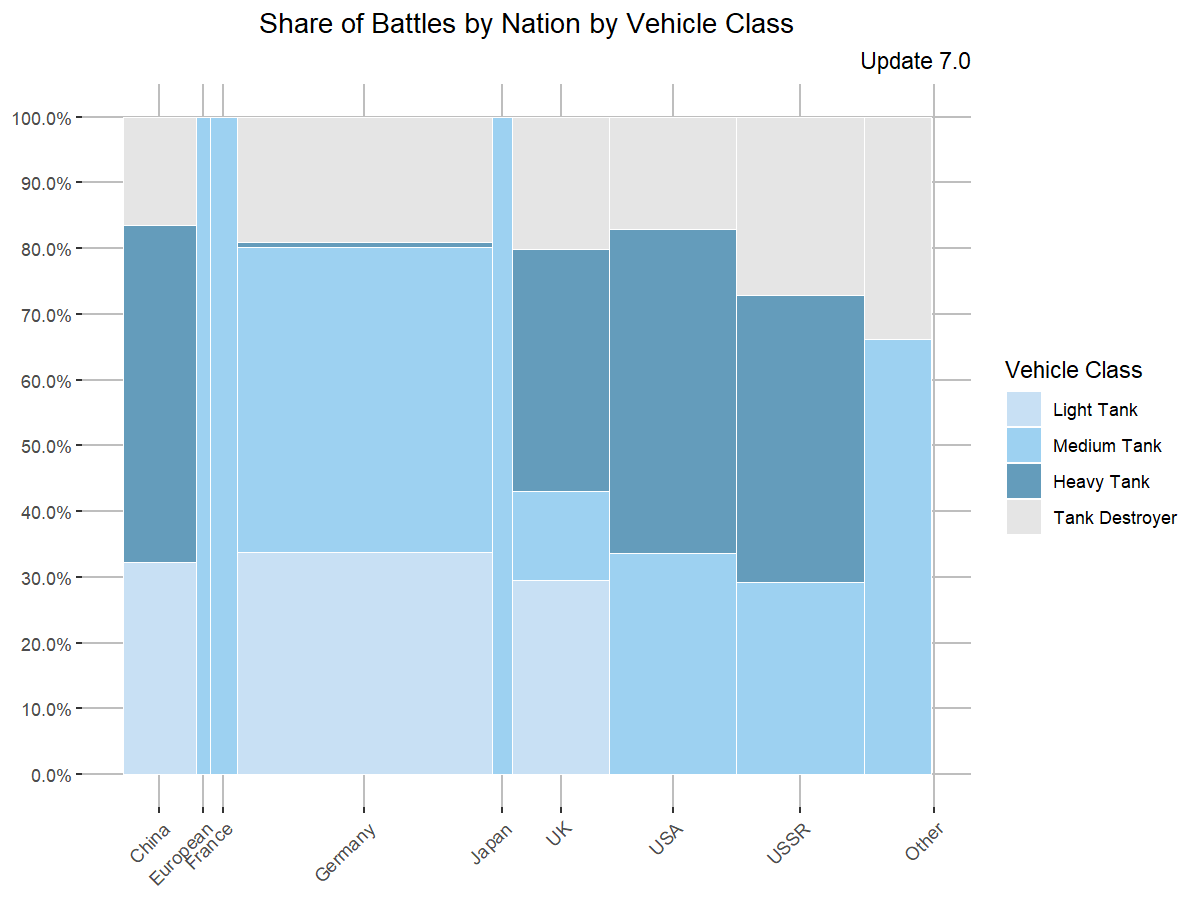 Share of Battles by Nation by Vehicle Class
Update 7.0
100.0%
90.0%
80.0%
70.0%
60.0%
50.0%
40.0%
30.0%
20.0%
10.0%
0.0%
China
European
France
Germany
Japan
UK
USA
USSR
Other
Vehicle Class
Light Tank
Medium Tank
Heavy Tank
Tank Destroyer